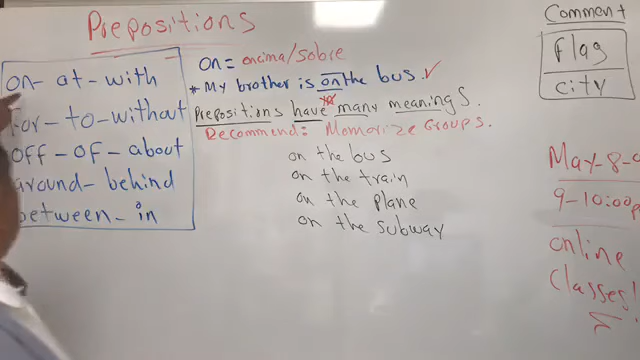 Prepositions
on - at - with
For - to - without
OFF - OF - about
around - behind
between - in
on = encima/sobre
* My brother is on the bus. ✓
Prepositions have many meanings.
Recommend: Momorize Groups.
on the bus
on the train
on the plane
on the subway
Comment
Flag
city
May-8-
9-10:00p
online
Classes!